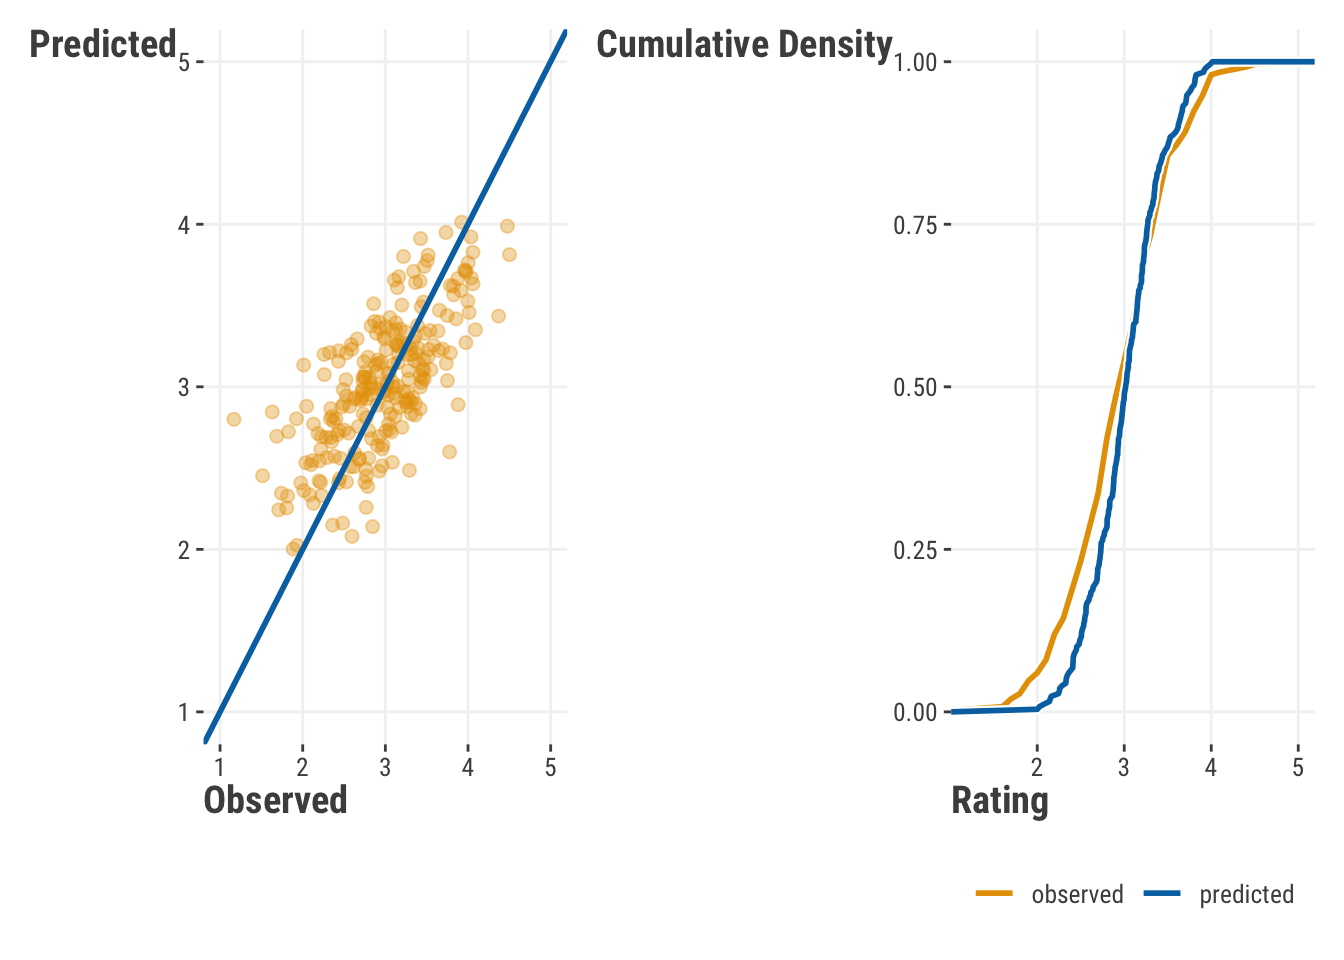 Predicted
5
4
3
2
1
1 2 3 4 5
Observed
Cumulative Density
1.00
0.75
0.50
0.25
0.00
2 3 4 5
Rating
observed predicted